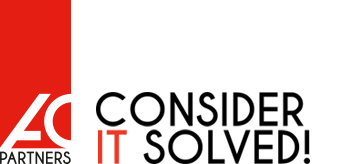 AC
PARTNERS
CONSIDER
IT SOLVED!